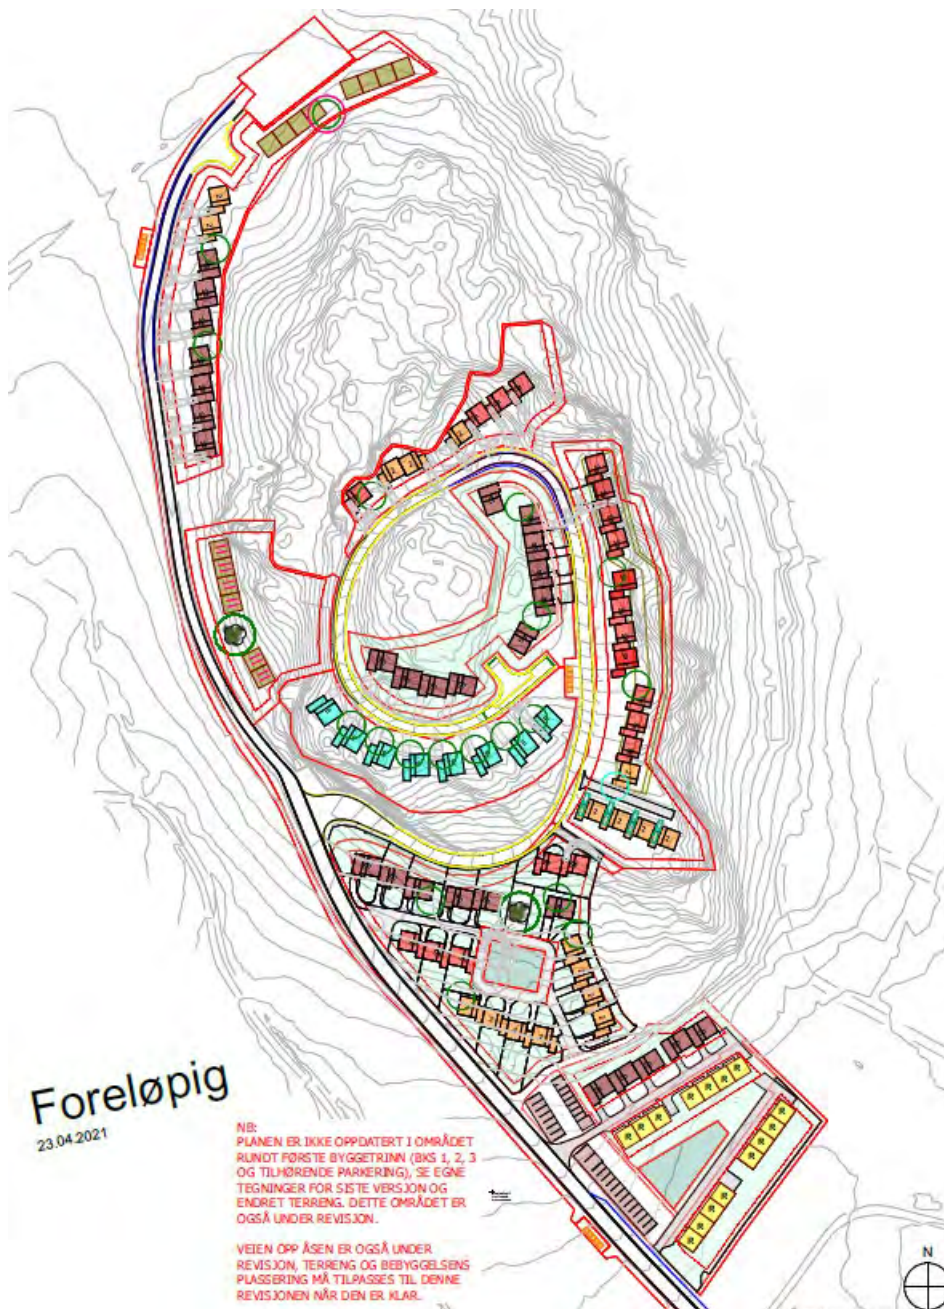 Foreløpig
23.04.2021
NB:
PLANEN ER IKKE OPPDATERT I OMRÅDET
RUNDT FØRSTE BYGGETRINN (BKS 1, 2, 3
OG TILHØRENDE PARKERING), SE EGNE
TEGNINGER FOR SISTE VERSJON OG
ENDRET TERRENG. DETTE OMRÅDET ER
OGSÅ UNDER REVISJON.
VEIEN OPP ÅSEN ER OGSÅ UNDER
REVISJON, TERRENG OG BEBYGGELSENS
PLASSERING MÅ TILPASSES TIL DENNE
REVISJONEN NÅR DEN ER KLAR.
N